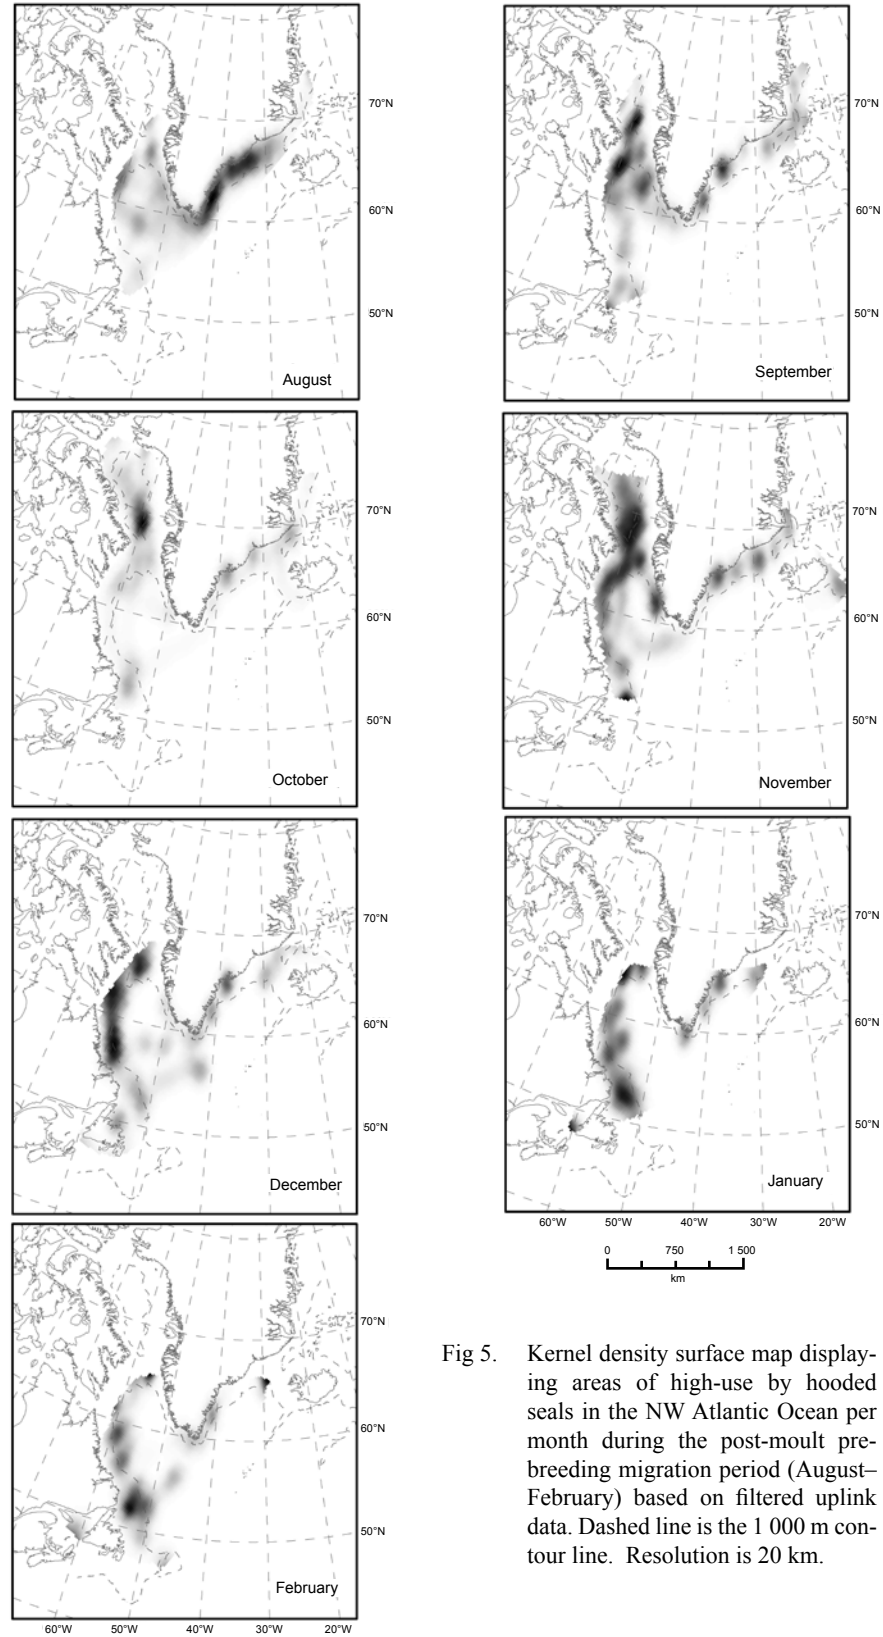 70°N
60°N
50°N
August
70°N
60°N
50°N
September
70°N
60°N
50°N
October
70°N
60°N
50°N
November
70°N
60°N
50°N
December
70°N
60°N
50°N
January
60°W 50°W 40°W 30°W 20°W
0 750 1 500
km
70°N
60°N
50°N
February
60°W 50°W 40°W 30°W 20°W
Fig 5. Kernel density surface map display-
ing areas of high-use by hooded
seals in the NW Atlantic Ocean per
month during the post-moult pre-
breeding migration period (August–
February) based on filtered uplink
data. Dashed line is the 1 000 m con-
tour line. Resolution is 20 km.